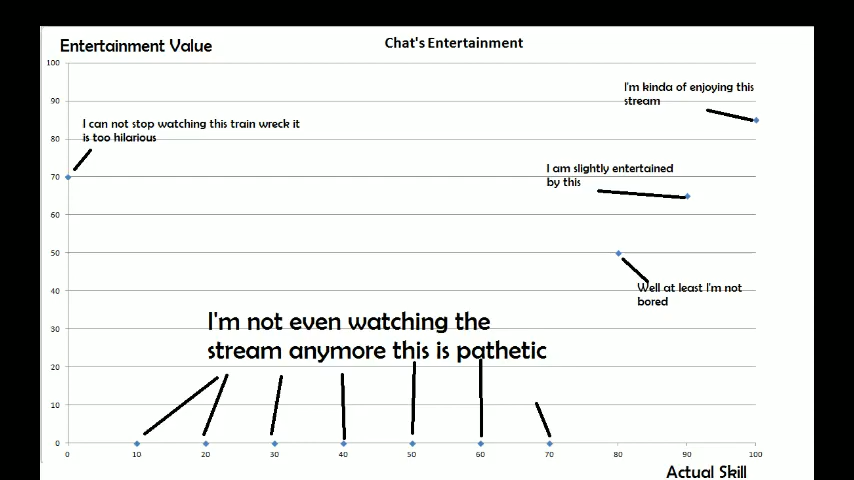 Entertainment Value
Chat's Entertainment
100
90
80
70
60
50
40
30
20
10
0
I can not stop watching this train wreck it
is too hilarious
I'm kinda of enjoying this
stream
I am slightly entertained
by this
Well at least I'm not
bored
I'm not even watching the
stream anymore this is pathetic
0 10 20 30 40 50 60 70 80 90 100
Actual Skill